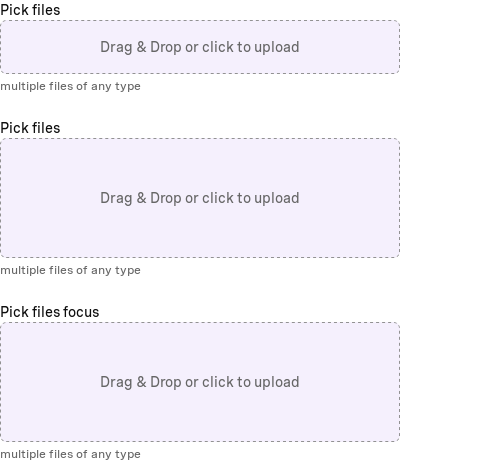 Pick files
Drag & Drop or click to upload
multiple files of any type
Pick files
Drag & Drop or click to upload
multiple files of any type
Pick files focus
Drag & Drop or click to upload
multiple files of any type